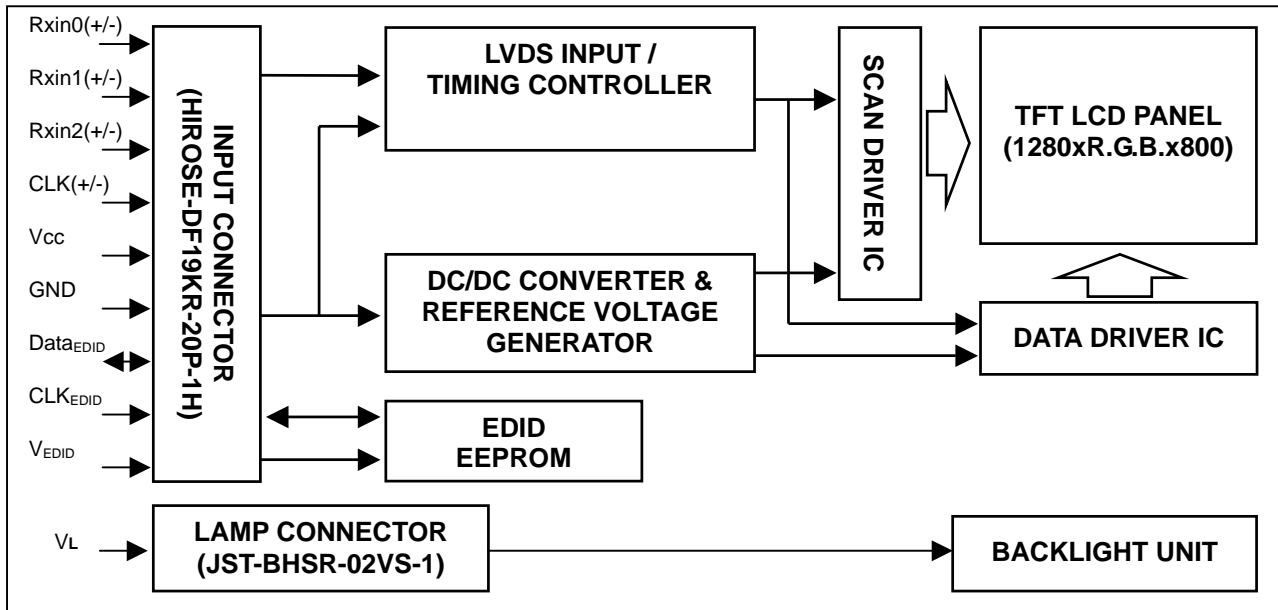 Rxin0(+/-)
Rxin1(+/-)
Rxin2(+/-)
CLK(+/-)
Vcc
GND
DataEDID
CLKEDID
VEDID
VL
INPUT CONNECTOR
(HIROSE-DF19KR-20P-1H)
LVDS INPUT /
TIMING CONTROLLER
DC/DC CONVERTER &
REFERENCE VOLTAGE
GENERATOR
EDID
EEPROM
SCAN DRIVER IC
TFT LCD PANEL
(1280xR.G.B.x800)
DATA DRIVER IC
LAMP CONNECTOR
(JST-BHSR-02VS-1)
BACKLIGHT UNIT